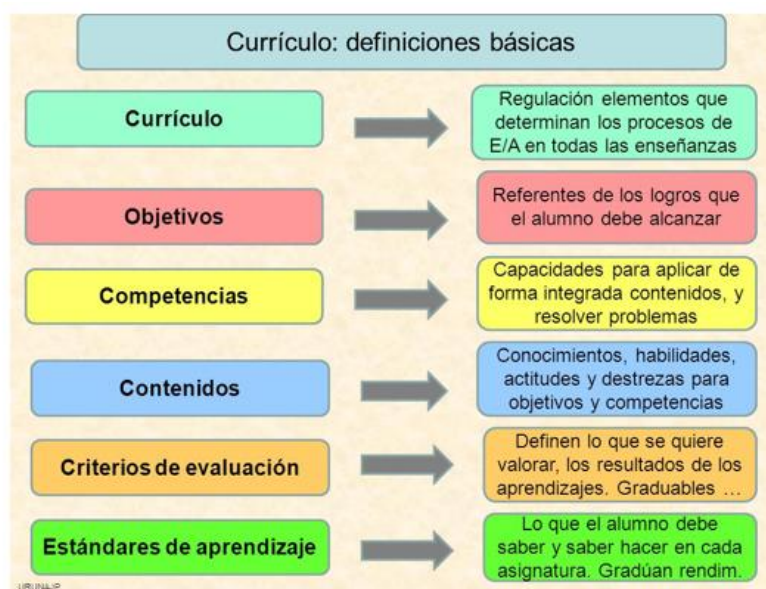 Currículo: definiciones básicas
Currículo
Regulación elementos que
determinan los procesos de
E/A en todas las enseñanzas
Objetivos
Referentes de los logros que
el alumno debe alcanzar
Competencias
Capacidades para aplicar de
forma integrada contenidos, y
resolver problemas
Contenidos
Conocimientos, habilidades,
actitudes y destrezas para
objetivos y competencias
Criterios de evaluación
Definen lo que se quiere
valorar, los resultados de los
aprendizajes. Graduables ...
Estándares de aprendizaje
Lo que el alumno debe
saber y saber hacer en cada
asignatura. Gradúan rendim.